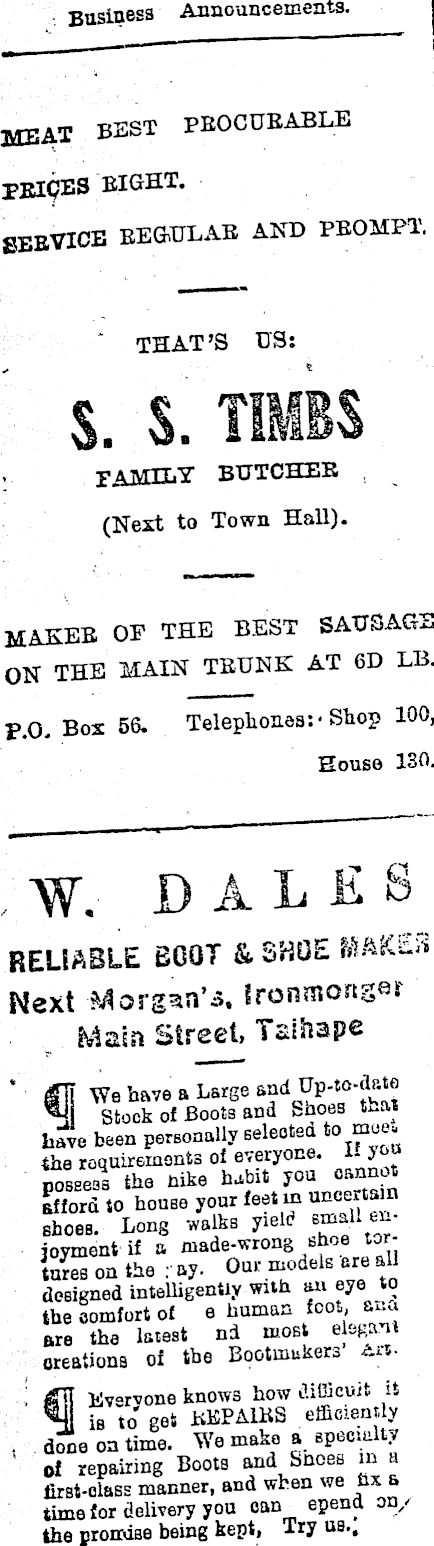 Business Announcements.
MEAT BEST PROCURABLE
PRICES RIGHT.
SERVICE REGULAR AND PROMPT.
THAT'S US:
S. S. TIMBS
FAMILY BUTCHER
(Next to Town Hall).
MAKER OF THE BEST SAUSAGE
ON THE MAIN TRUNK AT 6D LB.
P.O. Box 56. Telephones: Shop 100,
House 130.
W. DALES
RELIABLE BOOT & SHOE MAKER
Next Morgan's, Ironmonger
Main Street, Taihape
¶ We have a Large and Up-to-date
Stock of Boots and Shoes that
have been personally selected to meet
the requirements of everyone. If you
possess the hike habit you cannot
afford to house your feet in uncertain
shoes. Long walks yield small en-
joyment if a made-wrong shoe tor-
tures on the ay. Our models are all
designed intelligently with an eye to
the comfort of e human foot, and
are the latest nd most elegant
creations of the Bootmakers' Art.
¶ Everyone knows how difficult it
is to get REPAIRS efficiently
done on time. We make a specialty
of repairing Boots and Shoes in a
first-class manner, and when we fix a
time for delivery you can epend on
the promise being kept, Try us.